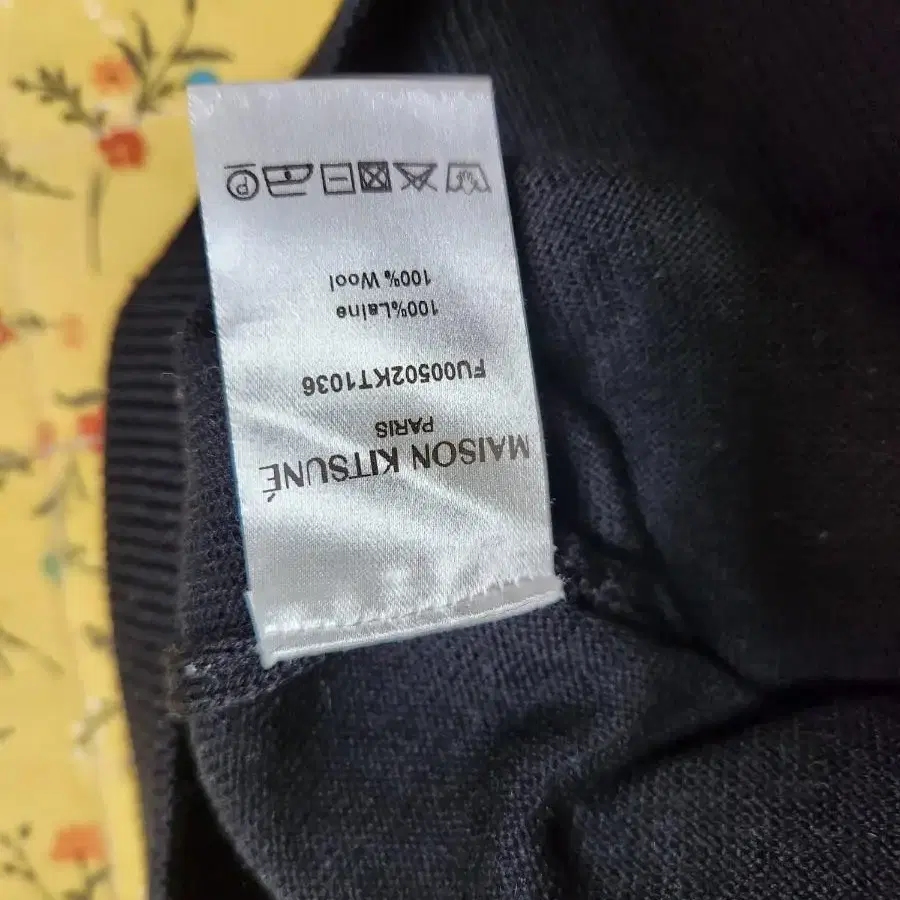 MAISON KITSUNÉ
PARIS
FU00502KT1036
100%Laine
100% Wool
P